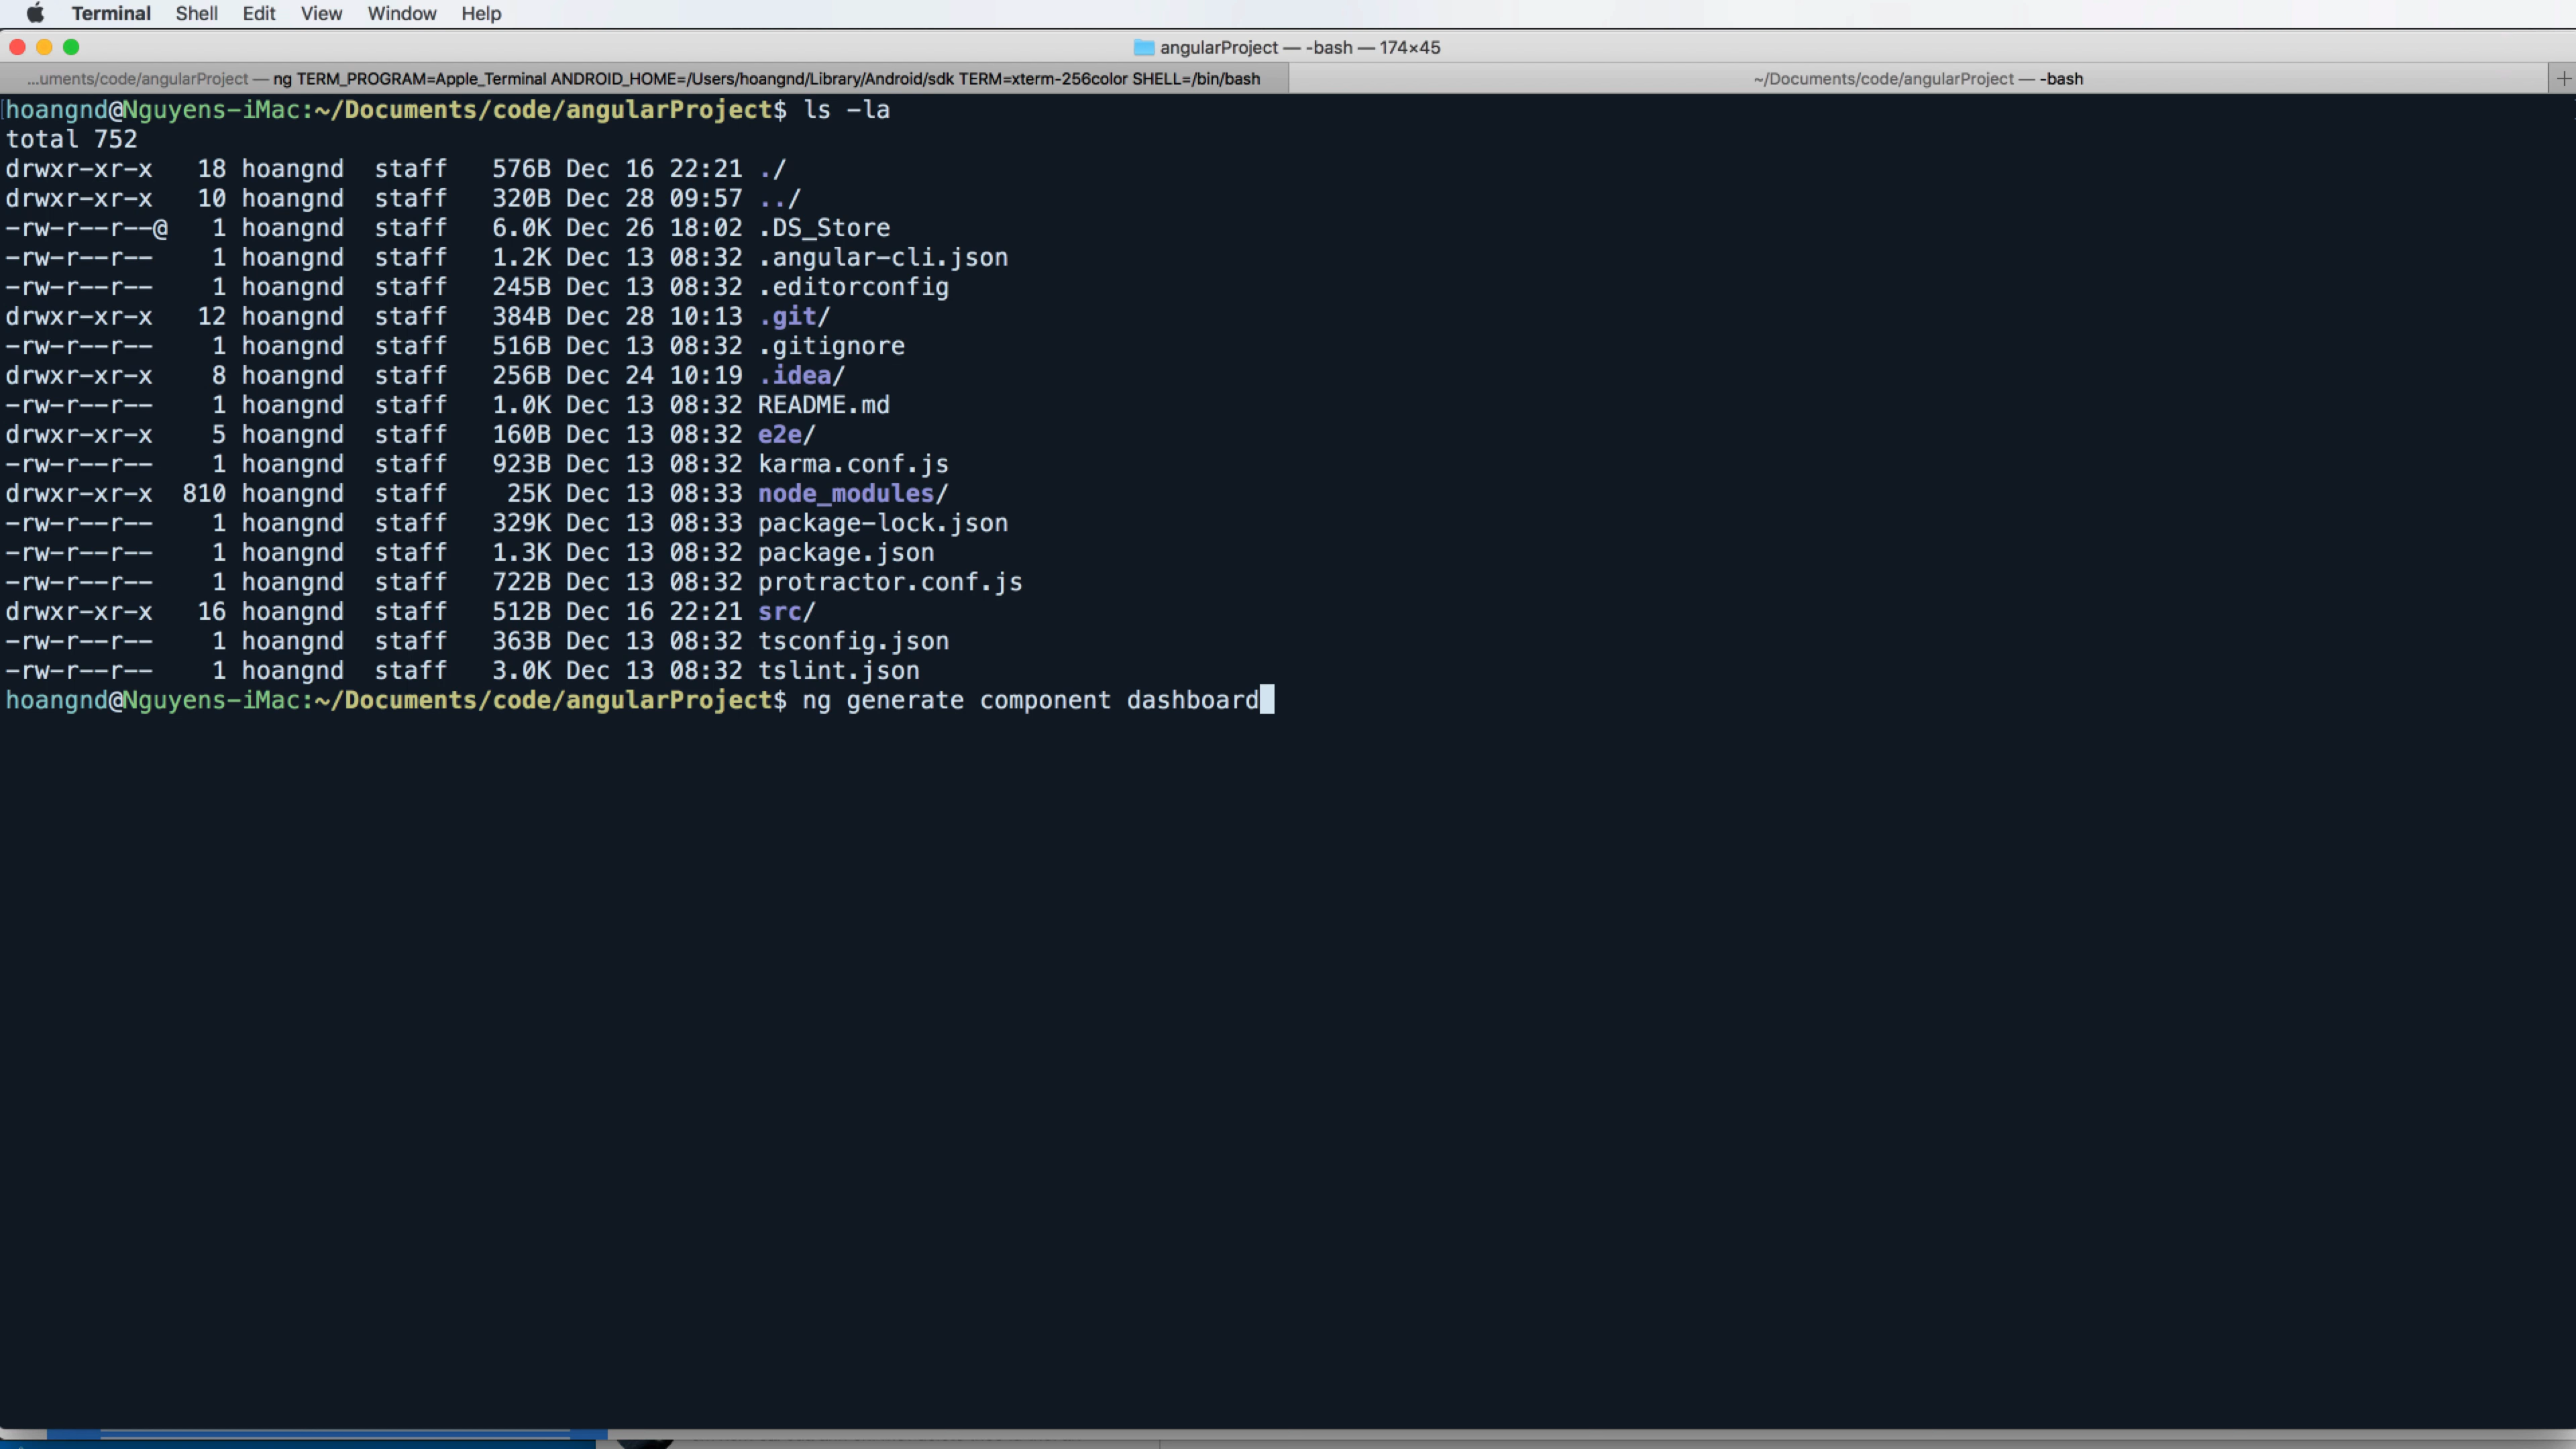 Terminal Shell Edit View Window Help
angularProject — -bash — 174×45
...uments/code/angularProject — ng TERM_PROGRAM=Apple_Terminal ANDROID_HOME=/Users/hoangnd/Library/Android/sdk TERM=xterm-256color SHELL=/bin/bash
~/Documents/code/angularProject — -bash
hoangnd@Nguyens-iMac:~/Documents/code/angularProject$ ls -la
total 752
drwxr-xr-x 18 hoangnd staff 576B Dec 16 22:21 ./
drwxr-xr-x 10 hoangnd staff 320B Dec 28 09:57 ../
-rw-r--r--@ 1 hoangnd staff 6.0K Dec 26 18:02 .DS_Store
-rw-r--r-- 1 hoangnd staff 1.2K Dec 13 08:32 .angular-cli.json
-rw-r--r-- 1 hoangnd staff 245B Dec 13 08:32 .editorconfig
drwxr-xr-x 12 hoangnd staff 384B Dec 28 10:13 .git/
-rw-r--r-- 1 hoangnd staff 516B Dec 13 08:32 .gitignore
drwxr-xr-x 8 hoangnd staff 256B Dec 24 10:19 .idea/
-rw-r--r-- 1 hoangnd staff 1.0K Dec 13 08:32 README.md
drwxr-xr-x 5 hoangnd staff 160B Dec 13 08:32 e2e/
-rw-r--r-- 1 hoangnd staff 923B Dec 13 08:32 karma.conf.js
drwxr-xr-x 810 hoangnd staff 25K Dec 13 08:33 node_modules/
-rw-r--r-- 1 hoangnd staff 329K Dec 13 08:33 package-lock.json
-rw-r--r-- 1 hoangnd staff 1.3K Dec 13 08:32 package.json
-rw-r--r-- 1 hoangnd staff 722B Dec 13 08:32 protractor.conf.js
drwxr-xr-x 16 hoangnd staff 512B Dec 16 22:21 src/
-rw-r--r-- 1 hoangnd staff 363B Dec 13 08:32 tsconfig.json
-rw-r--r-- 1 hoangnd staff 3.0K Dec 13 08:32 tslint.json
hoangnd@Nguyens-iMac:~/Documents/code/angularProject$ ng generate component dashboard